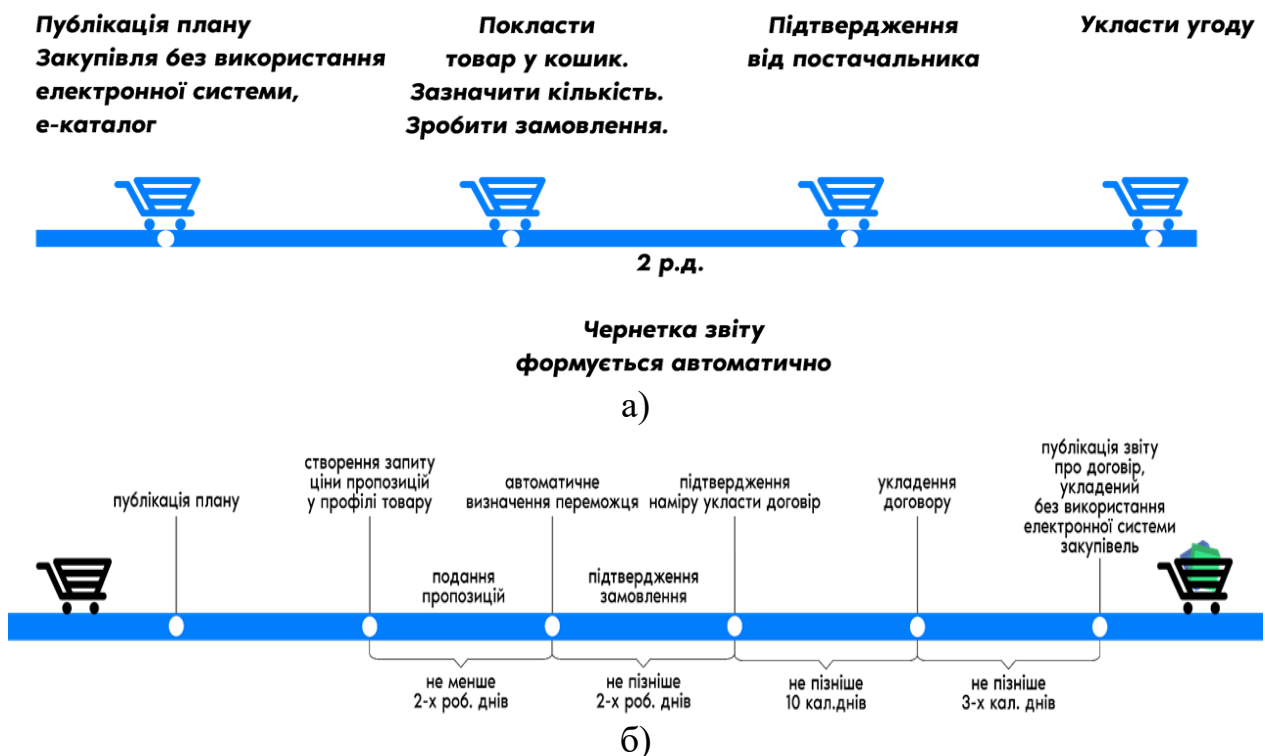 Публікація плану
Закупівля без використання
електронної системи,
е-каталог
Покласти
товар у кошик.
Зазначити кількість.
Зробити замовлення.
Підтвердження
від постачальника
Укласти угоду
2 р.д.
Чернетка звіту
формується автоматично
а)
публікація плану
створення запиту
ціни пропозицій
у профілі товару
подання
пропозицій
автоматичне
визначення переможця
підтвердження
замовлення
підтвердження
наміру укласти договір
укладення
договору
публікація звіту
про договір,
укладений
без використання
електронної системи
закупівель
не менше
2-х роб. днів
не пізніше
2-х роб. днів
не пізніше
10 кал.днів
не пізніше
3-х кал. днів
б)